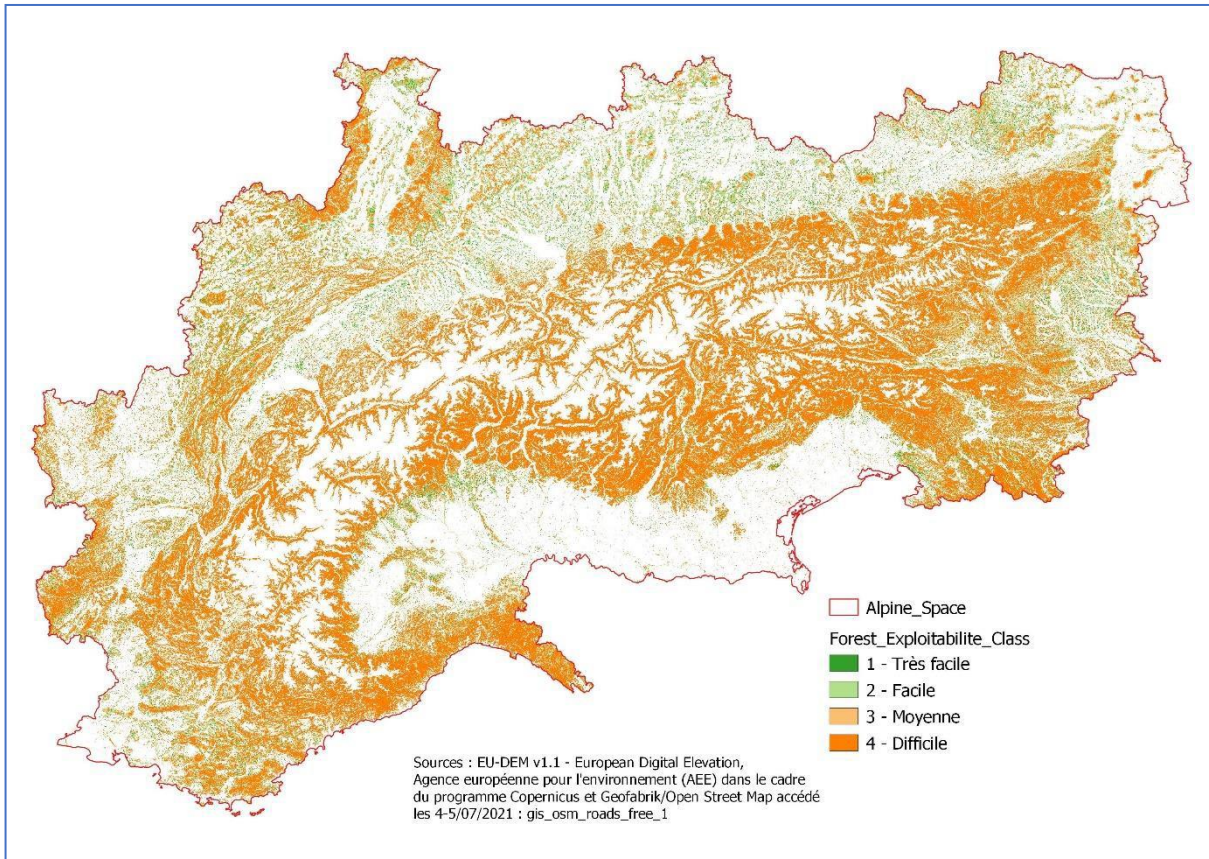 Alpine_Space
Forest_Exploitabilite_Class
1 - Très facile
2 - Facile
3 - Moyenne
4 - Difficile
Sources : EU-DEM v1.1 - European Digital Elevation,
Agence européenne pour l'environnement (AEE) dans le cadre
du programme Copernicus et Geofabrik/Open Street Map accédé
les 4-5/07/2021 : gis_osm_roads_free_1